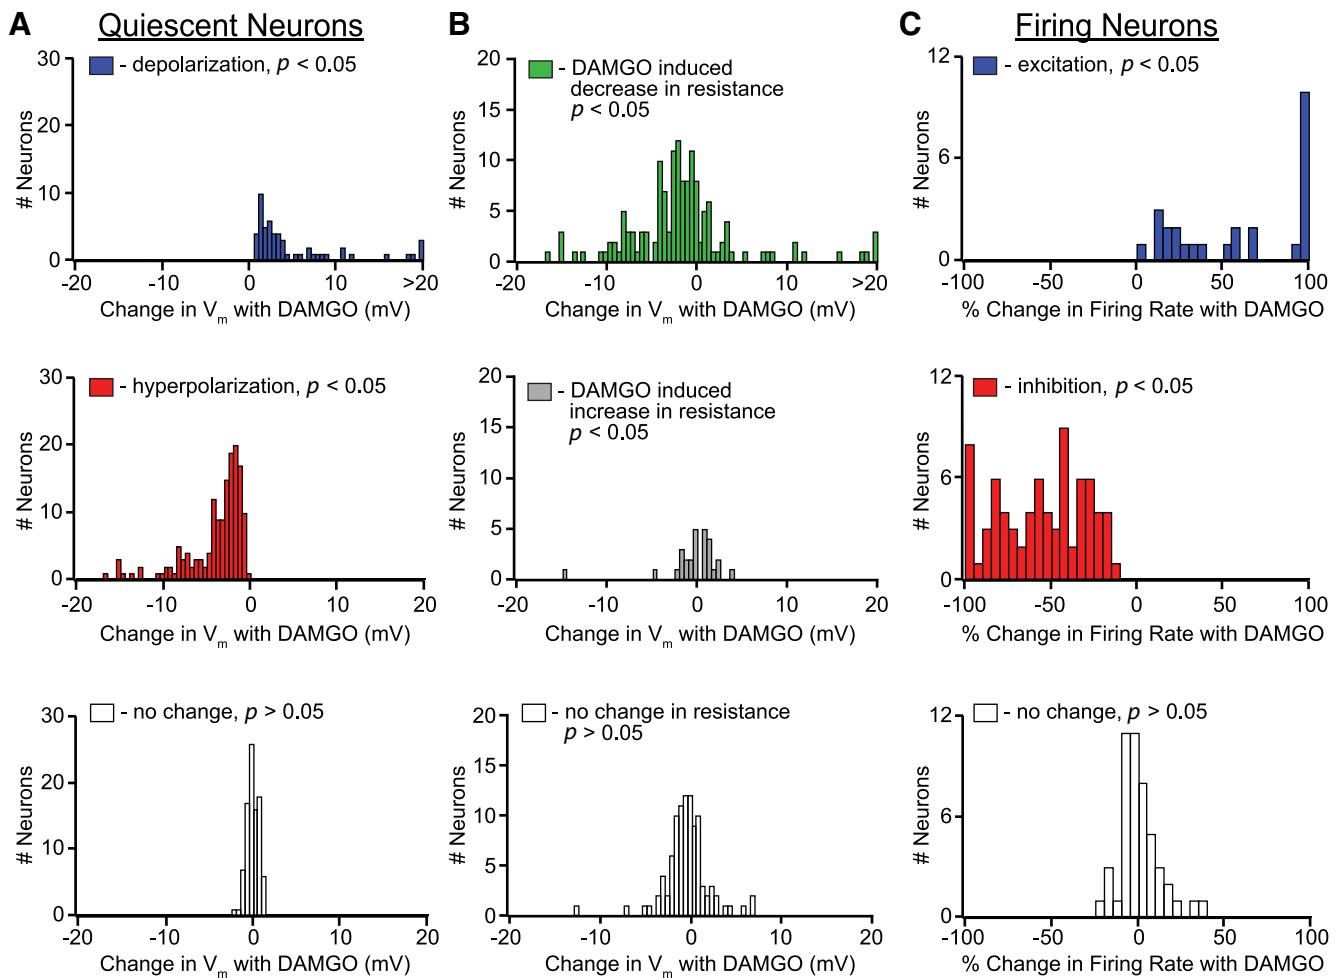 A Quiescent Neurons B C Firing Neurons
30
20
10
0
# Neurons
- depolarization, p < 0.05
-20 -10 0 10 >20
Change in Vm with DAMGO (mV)
20
15
10
5
0
# Neurons
- DAMGO induced
decrease in resistance
p < 0.05
-20 -10 0 10 >20
Change in Vm with DAMGO (mV)
12
6
0
# Neurons
- excitation, p < 0.05
-100 -50 0 50 100
% Change in Firing Rate with DAMGO
30
20
10
0
# Neurons
- hyperpolarization, p < 0.05
-20 -10 0 10 20
Change in Vm with DAMGO (mV)
20
15
10
5
0
# Neurons
- DAMGO induced
increase in resistance
p < 0.05
-20 -10 0 10 20
Change in Vm with DAMGO (mV)
12
6
0
# Neurons
- inhibition, p < 0.05
-100 -50 0 50 100
% Change in Firing Rate with DAMGO
30
20
10
0
# Neurons
- no change, p > 0.05
-20 -10 0 10 20
Change in Vm with DAMGO (mV)
20
15
10
5
0
# Neurons
- no change in resistance
p > 0.05
-20 -10 0 10 20
Change in Vm with DAMGO (mV)
12
6
0
# Neurons
- no change, p > 0.05
-100 -50 0 50 100
% Change in Firing Rate with DAMGO